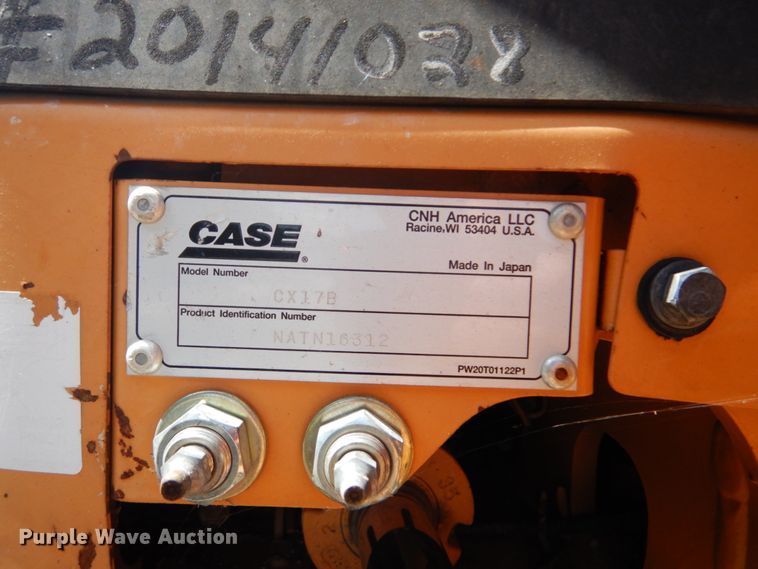 #20141028
CASE®
CNH America LLC
Racine, WI 53404 U.S.A.
Made In Japan
Model Number
CX17B
Product Identification Number
NATN16312
PW20T01122P1
33
Purple Wave Auction